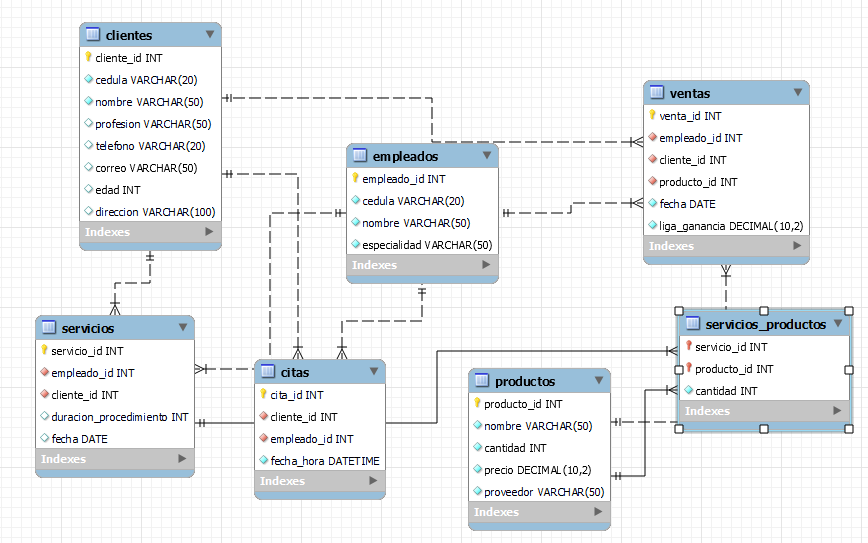 clientes
cliente_id INT
cedula VARCHAR(20)
nombre VARCHAR(50)
profesion VARCHAR(50)
telefono VARCHAR(20)
correo VARCHAR(50)
edad INT
direccion VARCHAR(100)
Indexes
empleados
empleado_id INT
cedula VARCHAR(20)
nombre VARCHAR(50)
especialidad VARCHAR(50)
Indexes
ventas
venta_id INT
empleado_id INT
cliente_id INT
producto_id INT
fecha DATE
liga_ganancia DECIMAL(10,2)
Indexes
servicios
servicio_id INT
empleado_id INT
cliente_id INT
duracion_procedimiento INT
fecha DATE
Indexes
citas
cita_id INT
cliente_id INT
empleado_id INT
fecha_hora DATETIME
Indexes
productos
producto_id INT
nombre VARCHAR(50)
cantidad INT
precio DECIMAL(10,2)
proveedor VARCHAR(50)
Indexes
servicios_productos
servicio_id INT
producto_id INT
cantidad INT
Indexes